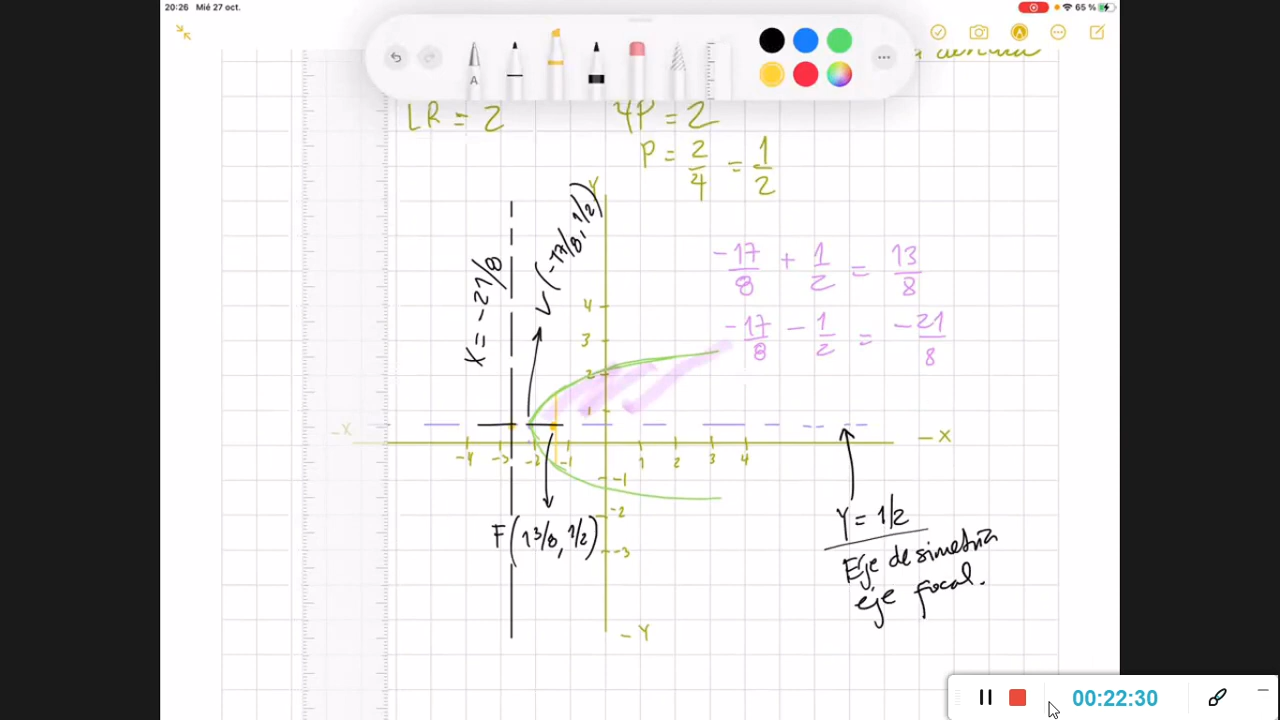 20:26 Mié 27 oct.
65 %
LR = 2
4P = 2
P = 2/4 = 1/2
Y
X = -21/8
V (-17/8, 1/2)
-17/8 + 1/2 = 13/8
-17/8 - 1/2 = -21/8
4
3
2
1
-X
-X
-3
-2
-1
1
2
3
-1
-2
-3
F (13/8, 1/2)
Y = 1/2
Eje de simetria
eje focal.
-Y
00:22:30